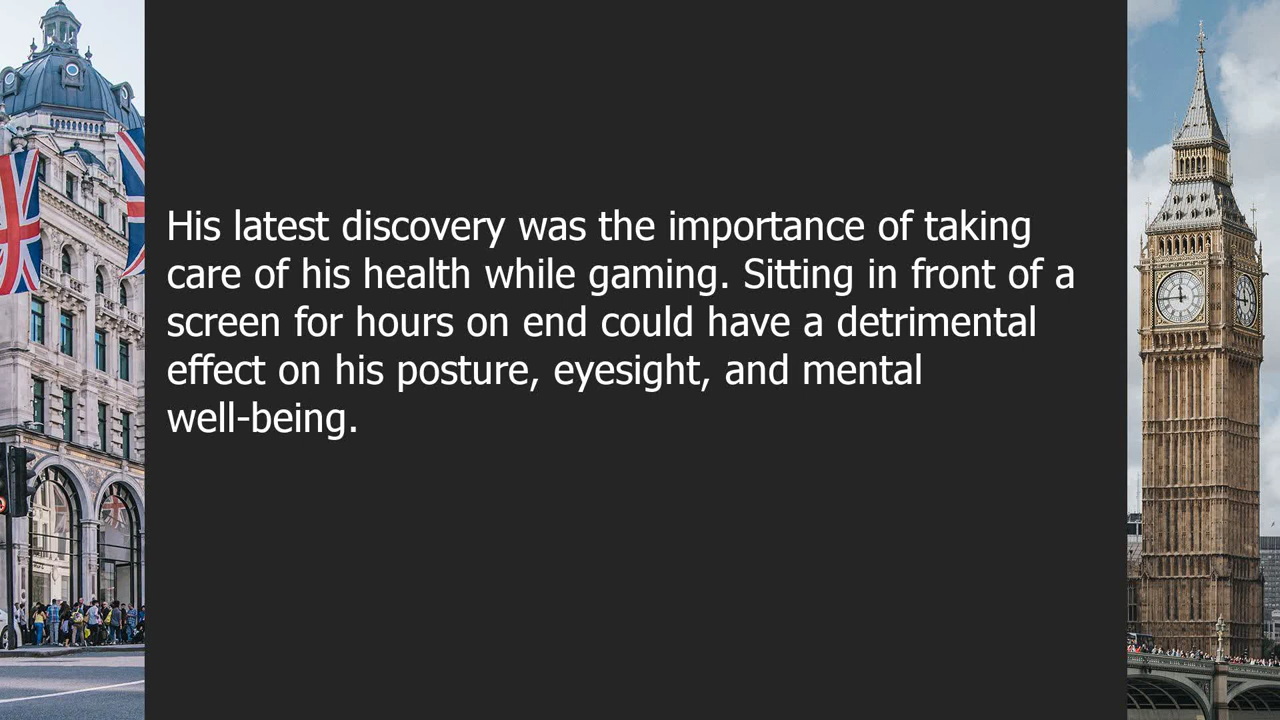 His latest discovery was the importance of taking
care of his health while gaming. Sitting in front of a
screen for hours on end could have a detrimental
effect on his posture, eyesight, and mental
well-being.